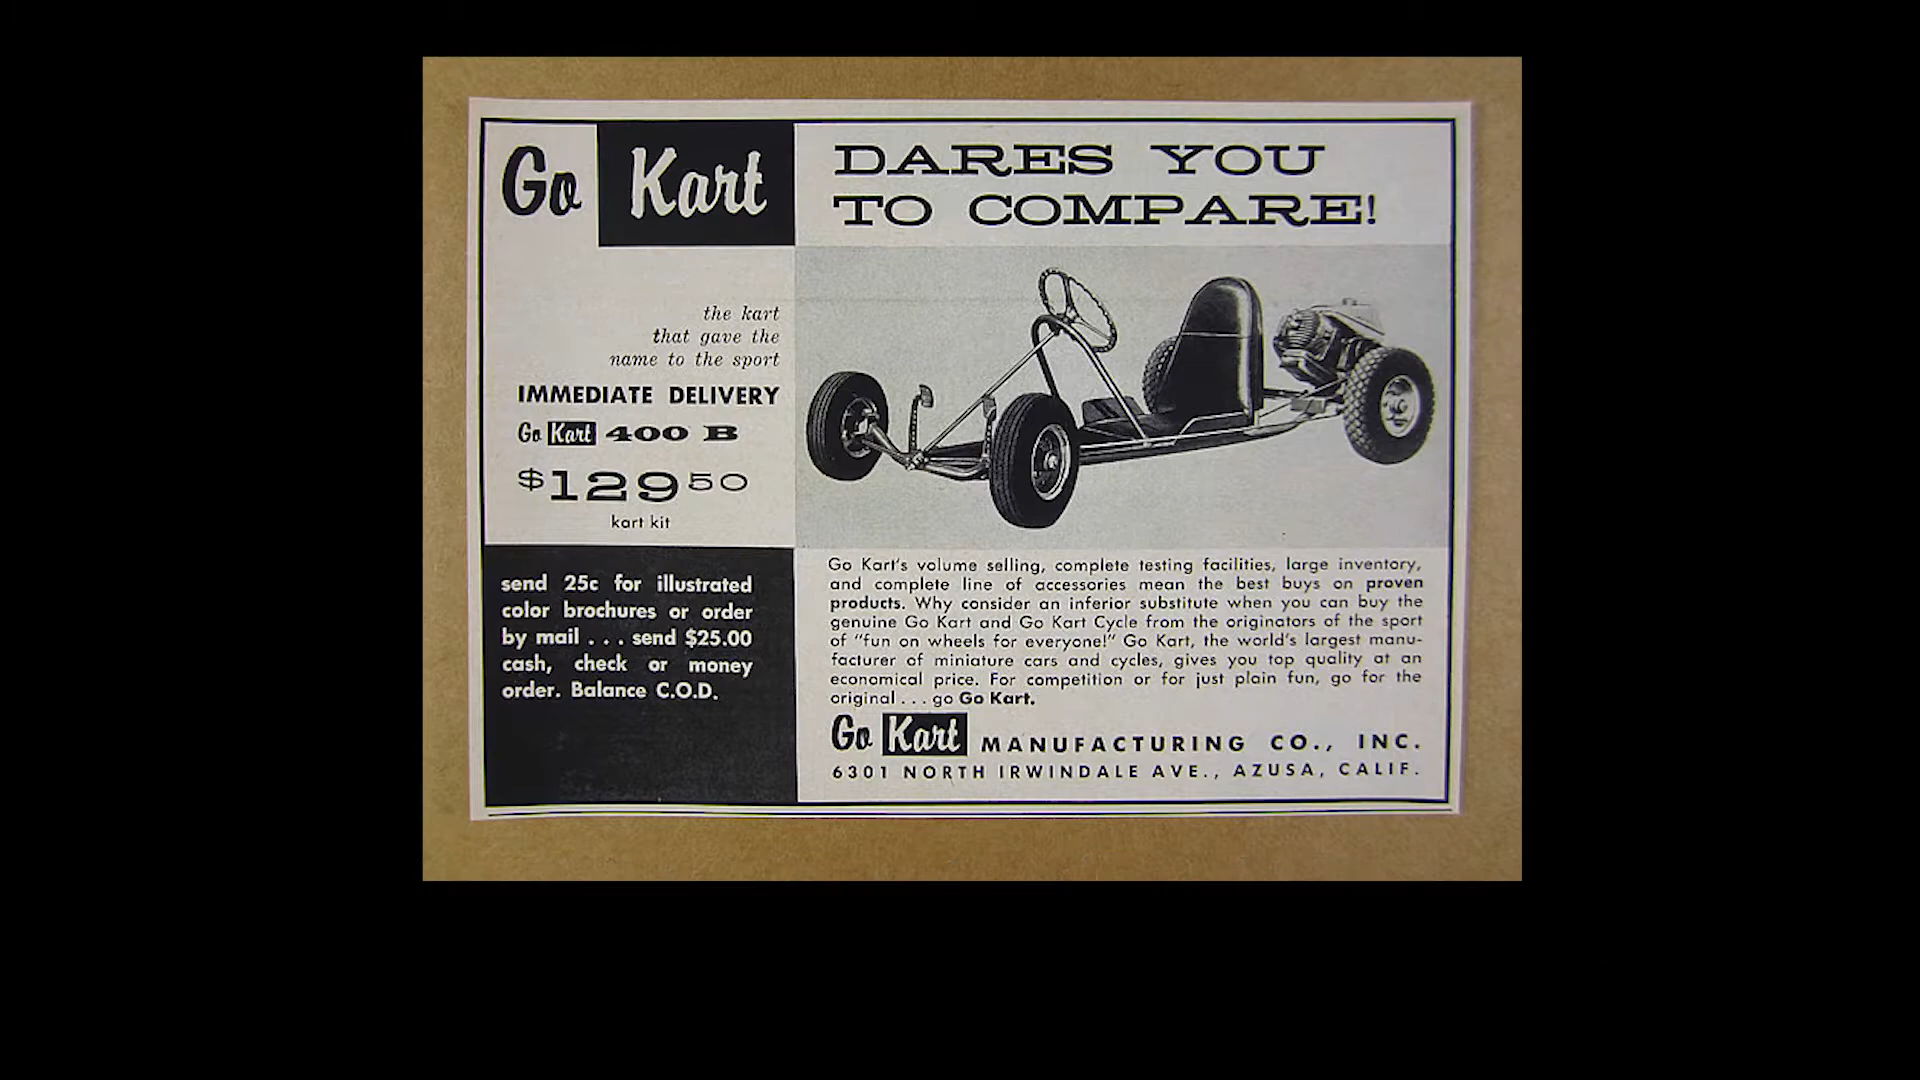 Go Kart
DARES YOU
TO COMPARE!
the kart
that gave the
name to the sport
IMMEDIATE DELIVERY
Go Kart 400 B
$129 50
kart kit
send 25c for illustrated
color brochures or order
by mail . . . send $25.00
cash, check or money
order. Balance C.O.D.
Go Kart's volume selling, complete testing facilities, large inventory,
and complete line of accessories mean the best buys on proven
products. Why consider an inferior substitute when you can buy the
genuine Go Kart and Go Kart Cycle from the originators of the sport
of "fun on wheels for everyone!" Go Kart, the world's largest manu-
facturer of miniature cars and cycles, gives you top quality at an
economical price. For competition or for just plain fun, go for the
original . . . go Go Kart.
Go Kart MANUFACTURING CO., INC.
6301 NORTH IRWINDALE AVE., AZUSA, CALIF.